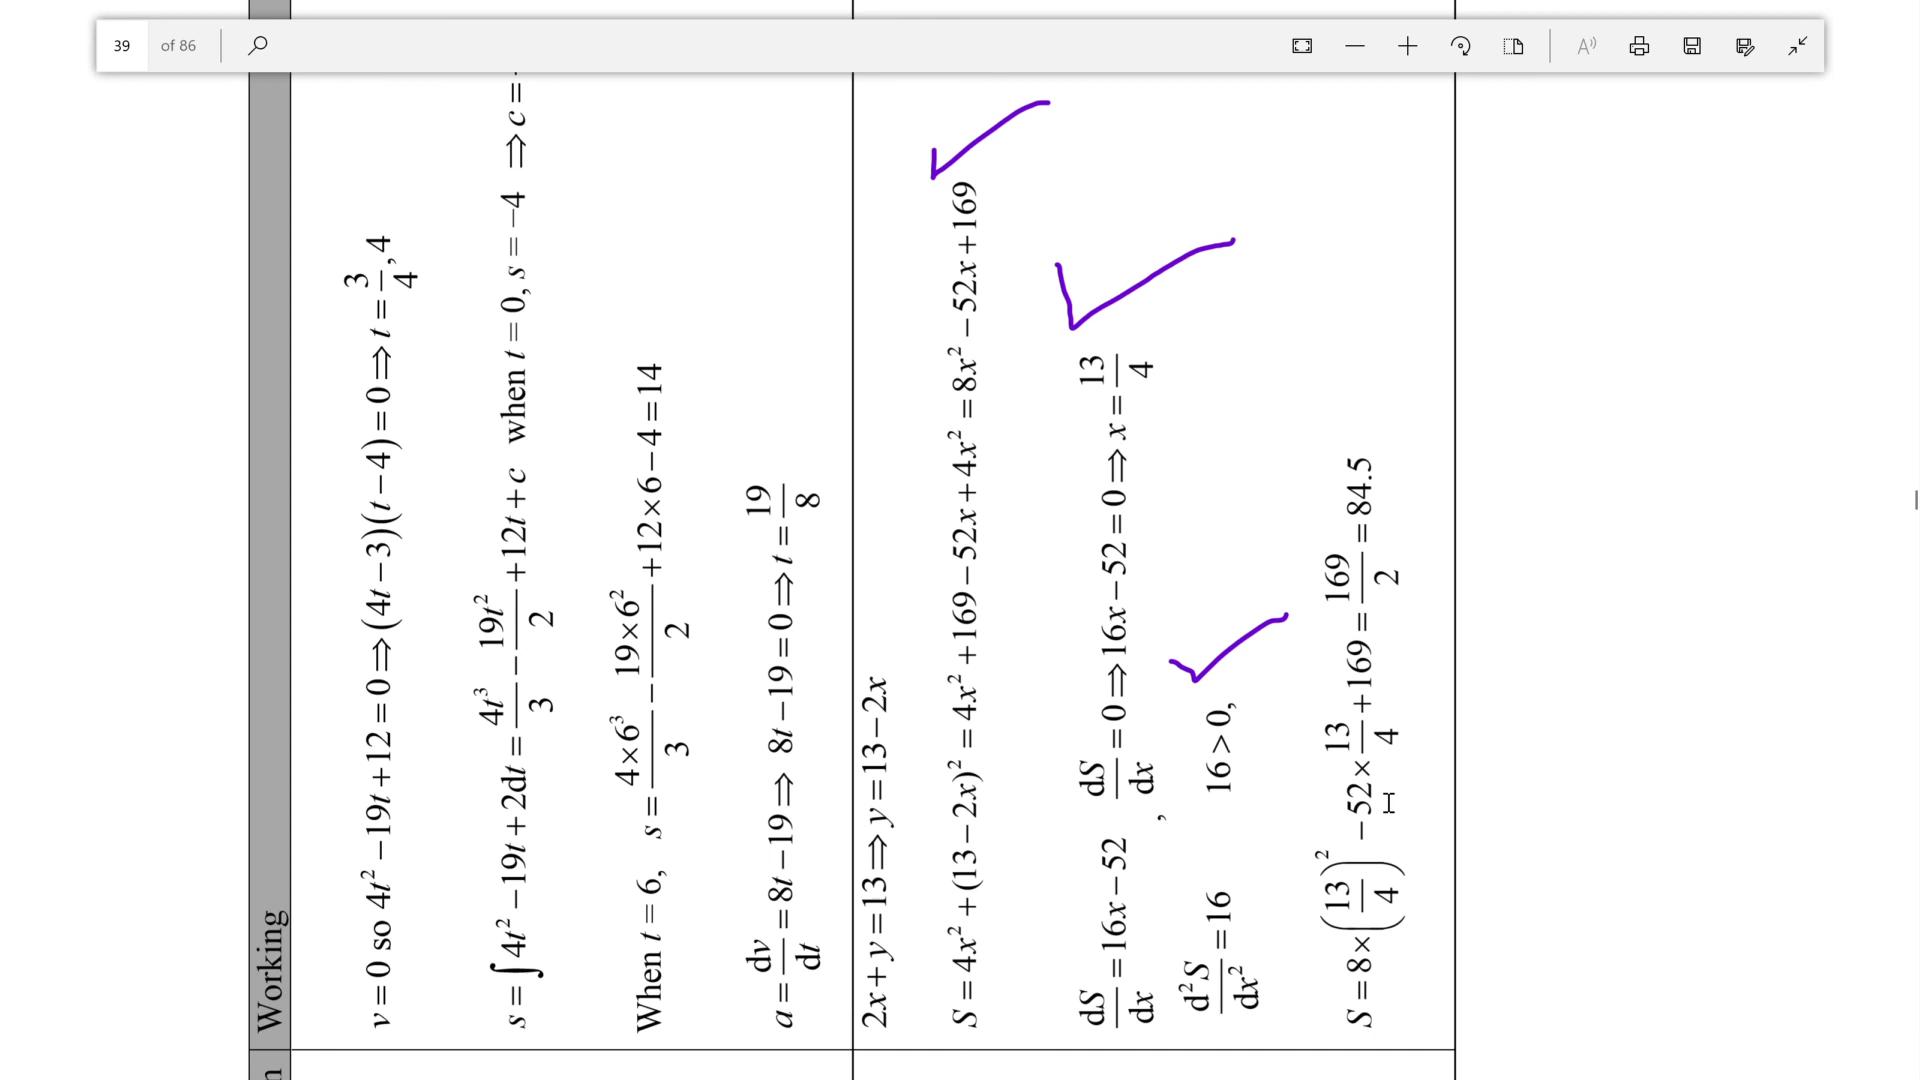 39 of 86
Working
v = 0 so 4t² − 19t + 12 = 0 ⇒ (4t − 3)(t − 4) = 0 ⇒ t = 3/4, 4
s = ∫ 4t² − 19t + 2dt = 4t³/3 − 19t²/2 + 12t + c when t = 0, s = −4 ⇒ c =
When t = 6, s = 4×6³/3 − 19×6²/2 + 12×6 − 4 = 14
a = dv/dt = 8t − 19 ⇒ 8t − 19 = 0 ⇒ t = 19/8
2x + y = 13 ⇒ y = 13 − 2x
S = 4x² + (13 − 2x)² = 4x² + 169 − 52x + 4x² = 8x² − 52x + 169
dS/dx = 16x − 52 , dS/dx = 0 ⇒ 16x − 52 = 0 ⇒ x = 13/4
d²S/dx² = 16 16 > 0,
S = 8×(13/4)² − 52×13/4 + 169 = 169/2 = 84.5